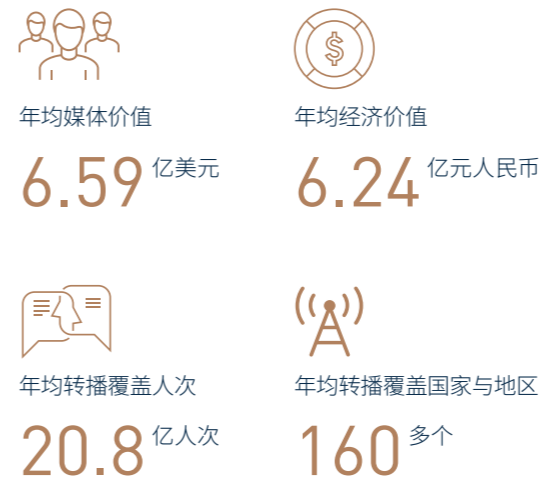 年均媒体价值
6.59 亿美元
年均经济价值
$
6.24 亿元人民币
年均转播覆盖人次
20.8 亿人次
年均转播覆盖国家与地区
160 多个